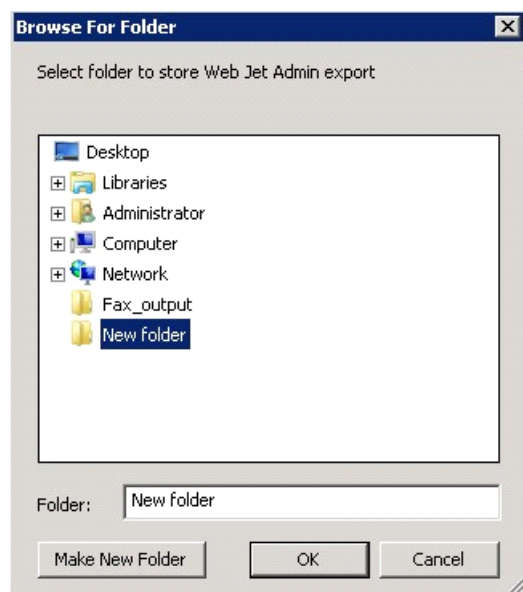 Browse For Folder
Select folder to store Web Jet Admin export
Desktop
Libraries
Administrator
Computer
Network
Fax_output
New folder
Folder: New folder
Make New Folder OK Cancel